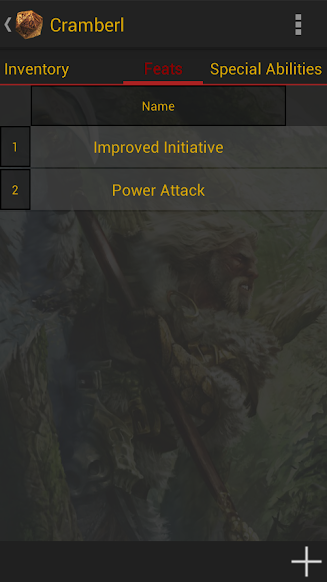 Cramberl
Inventory Feats Special Abilities
Name
1 Improved Initiative
2 Power Attack